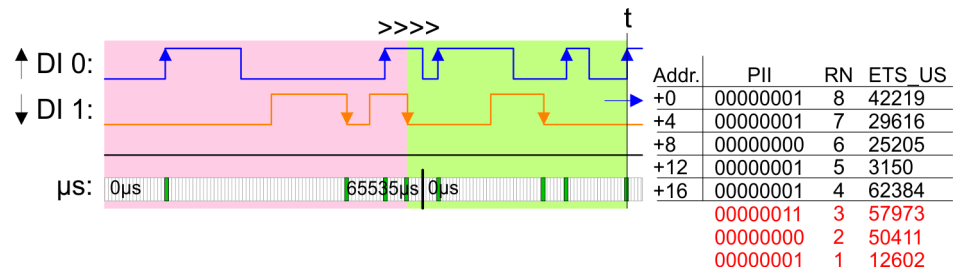 >>>> t
DI 0:
DI 1:
Addr. PII RN ETS_US
+0 00000001 8 42219
+4 00000001 7 29616
+8 00000000 6 25205
+12 00000001 5 3150
+16 00000001 4 62384
00000011 3 57973
00000000 2 50411
00000001 1 12602
µs: 0µs 65535µs 0µs